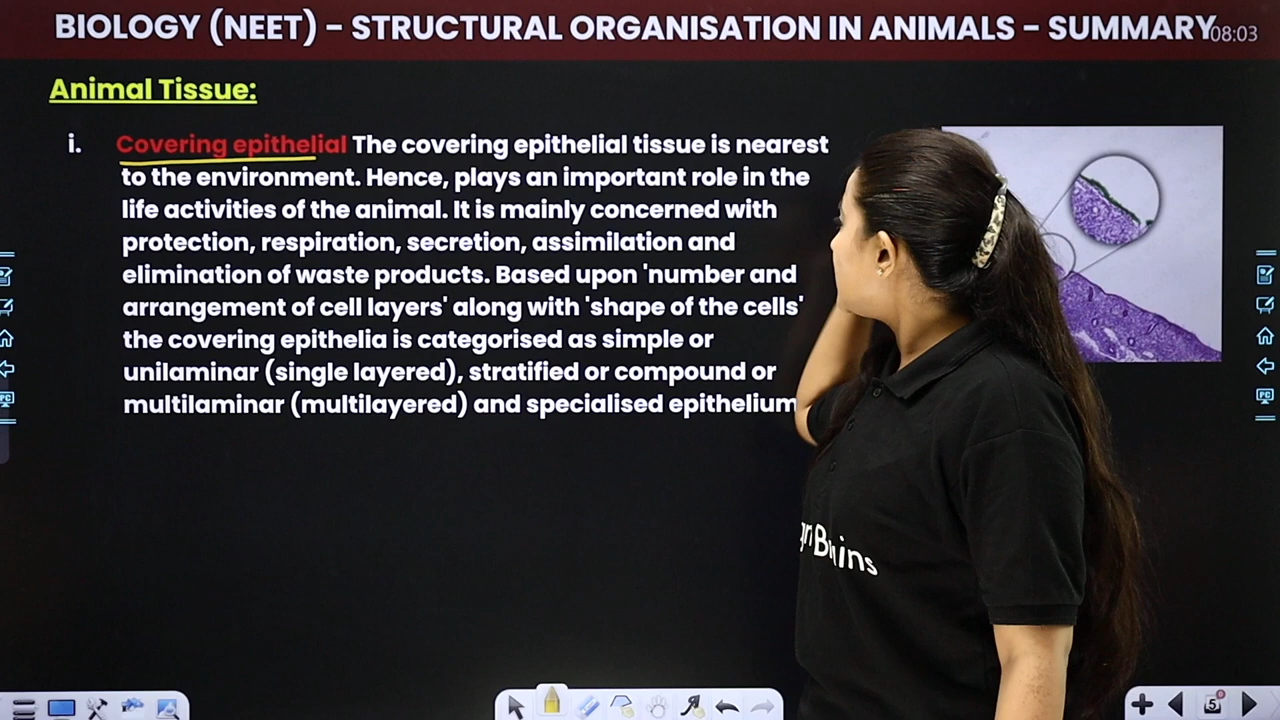 BIOLOGY (NEET) – STRUCTURAL ORGANISATION IN ANIMALS – SUMMARY
08:03
Animal Tissue:
i. Covering epithelial The covering epithelial tissue is nearest
to the environment. Hence, plays an important role in the
life activities of the animal. It is mainly concerned with
protection, respiration, secretion, assimilation and
elimination of waste products. Based upon 'number and
arrangement of cell layers' along with 'shape of the cells'
the covering epithelia is categorised as simple or
unilaminar (single layered), stratified or compound or
multilaminar (multilayered) and specialised epithelium
PC
5